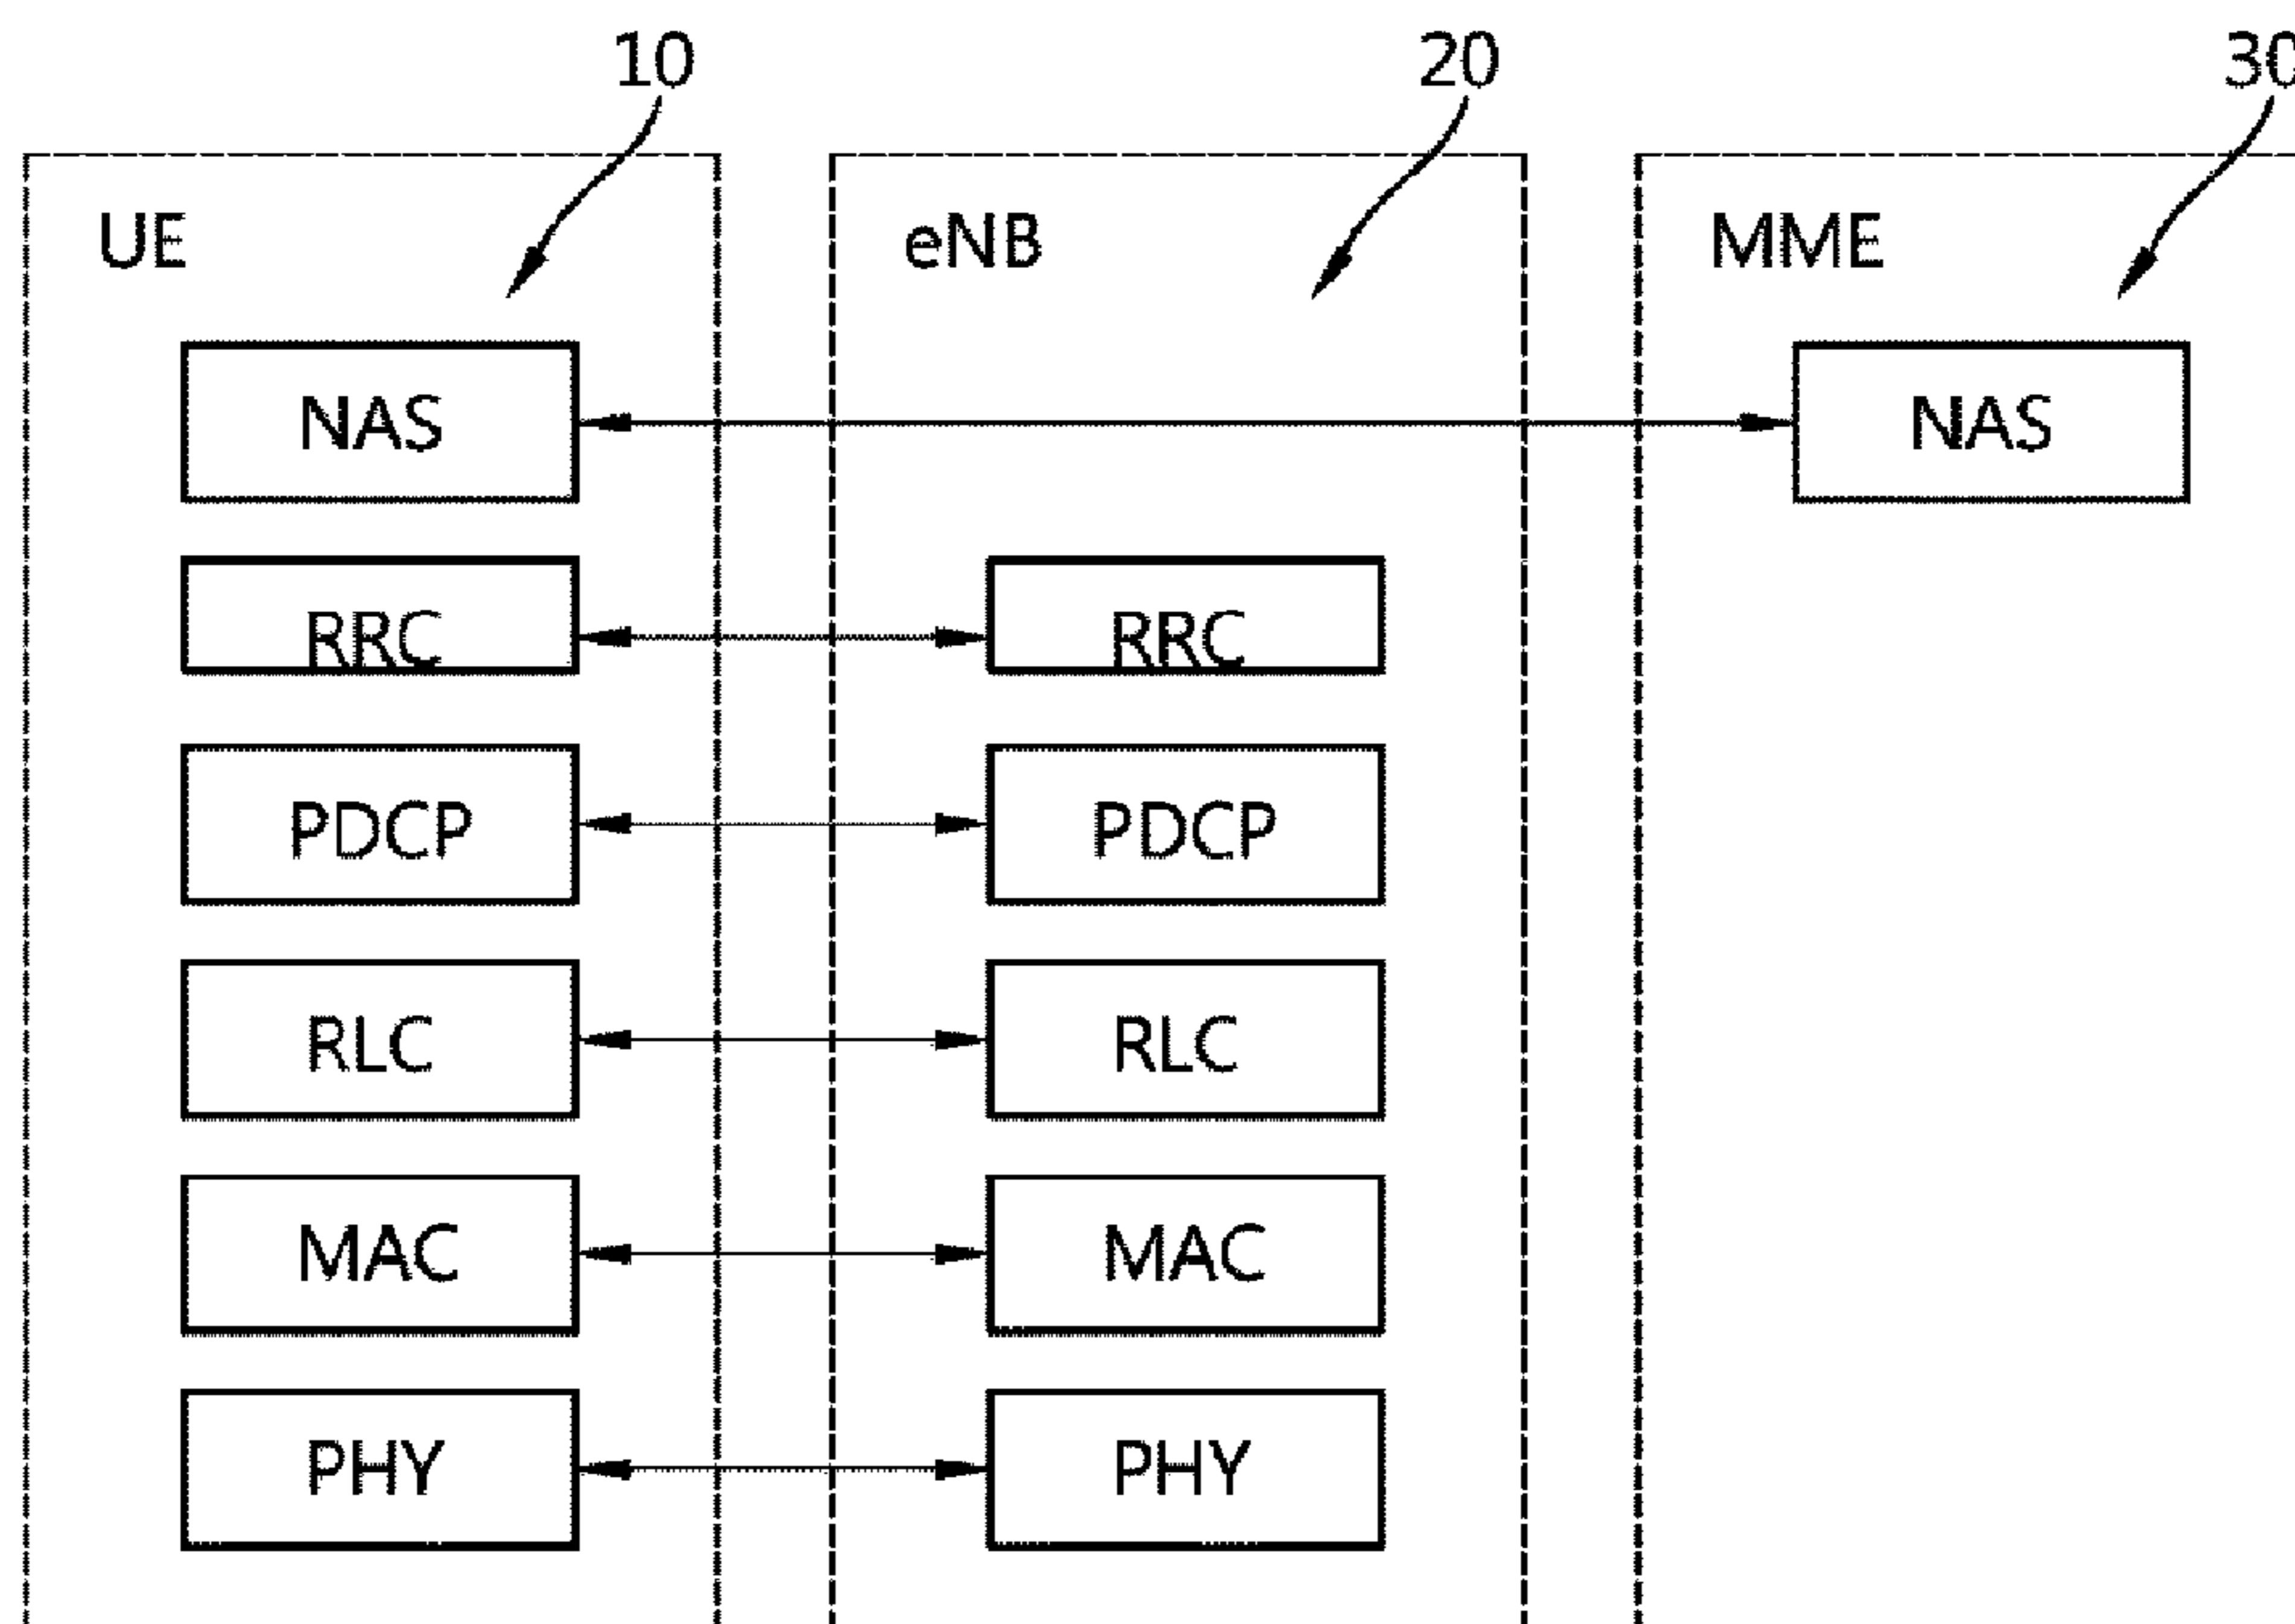 10 20 30
UE eNB MME
NAS NAS
RRC RRC
PDCP PDCP
RLC RLC
MAC MAC
PHY PHY